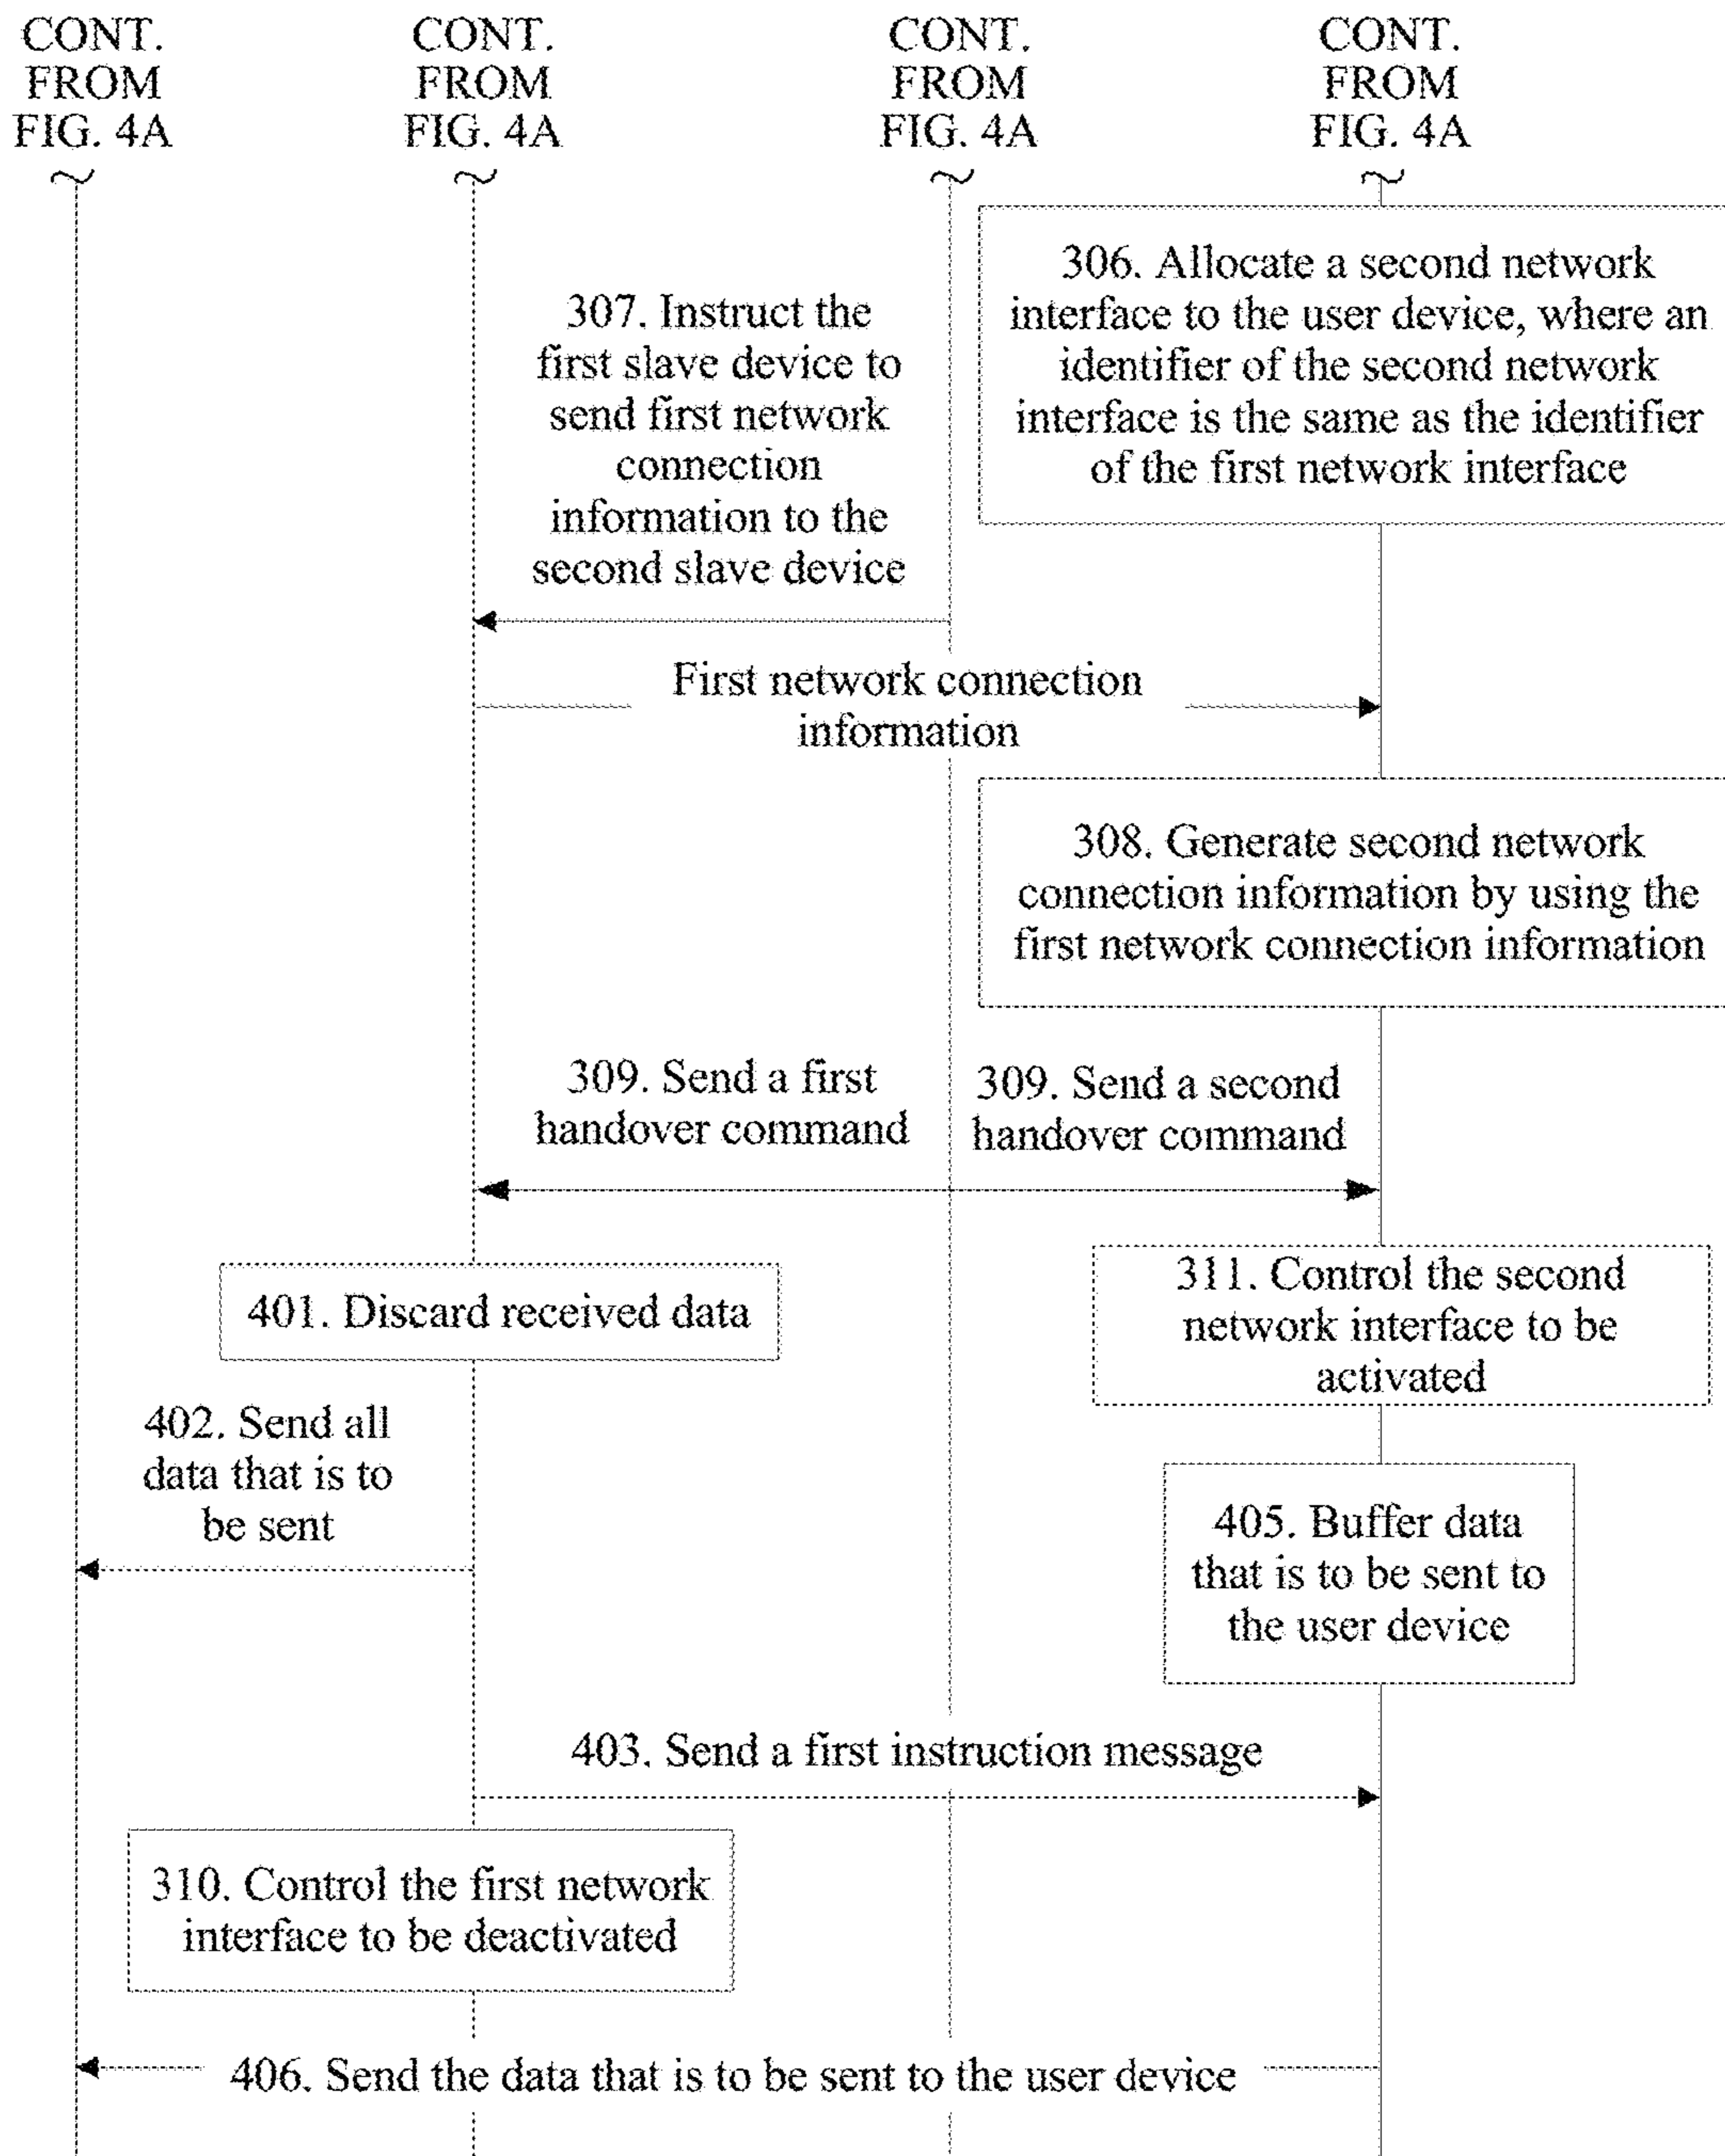 CONT.
FROM
FIG. 4A
CONT.
FROM
FIG. 4A
CONT.
FROM
FIG. 4A
CONT.
FROM
FIG. 4A
306. Allocate a second network
interface to the user device, where an
identifier of the second network
interface is the same as the identifier
of the first network interface
307. Instruct the
first slave device to
send first network
connection
information to the
second slave device
First network connection
information
308. Generate second network
connection information by using the
first network connection information
309. Send a first
handover command
309. Send a second
handover command
401. Discard received data
311. Control the second
network interface to be
activated
402. Send all
data that is to
be sent
405. Buffer data
that is to be sent to
the user device
403. Send a first instruction message
310. Control the first network
interface to be deactivated
406. Send the data that is to be sent to the user device